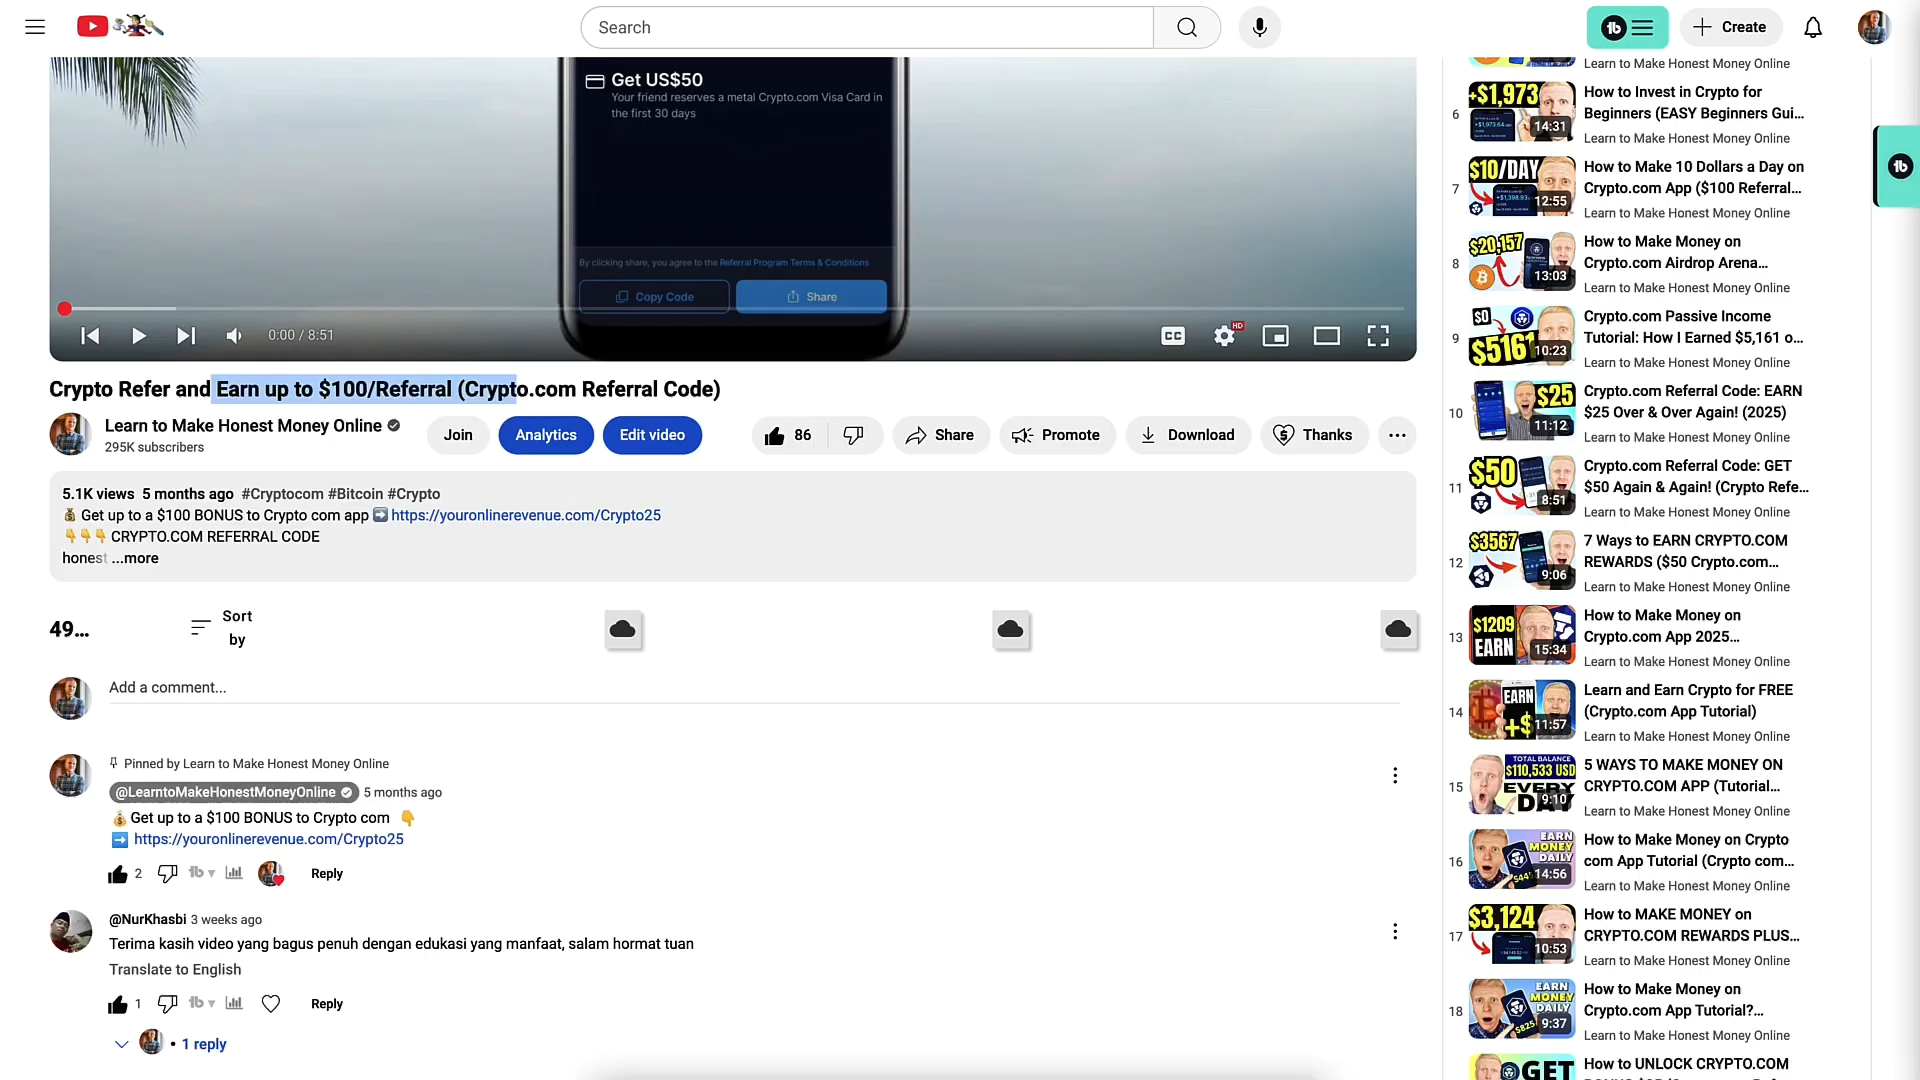 Search
Create
Get US$50
Your friend reserves a metal Crypto.com Visa Card in
the first 30 days
By clicking share, you agree to the Referral Program Terms & Conditions
Copy Code
Share
0:00 / 8:51
CC
HD
Crypto Refer and Earn up to $100/Referral (Crypto.com Referral Code)
Learn to Make Honest Money Online
295K subscribers
Join
Analytics
Edit video
86
Share
Promote
Download
Thanks
5.1K views 5 months ago #Cryptocom #Bitcoin #Crypto
💰 Get up to a $100 BONUS to Crypto com app ➡️ https://youronlinerevenue.com/Crypto25
👇👇👇 CRYPTO.COM REFERRAL CODE
honest ...more
49...
Sort
by
Add a comment...
Pinned by Learn to Make Honest Money Online
@LearntoMakeHonestMoneyOnline 5 months ago
💰 Get up to a $100 BONUS to Crypto com 👇
➡️ https://youronlinerevenue.com/Crypto25
2
Reply
@NurKhasbi 3 weeks ago
Terima kasih video yang bagus penuh dengan edukasi yang manfaat, salam hormat tuan
Translate to English
1
Reply
• 1 reply
Learn to Make Honest Money Online
6
+$1,973
14:31
How to Invest in Crypto for
Beginners (EASY Beginners Gui...
Learn to Make Honest Money Online
7
$10/DAY
12:55
How to Make 10 Dollars a Day on
Crypto.com App ($100 Referral...
Learn to Make Honest Money Online
8
$20,157
13:03
How to Make Money on
Crypto.com Airdrop Arena...
Learn to Make Honest Money Online
9
$0
$5161
10:23
Crypto.com Passive Income
Tutorial: How I Earned $5,161 o...
Learn to Make Honest Money Online
10
$25
11:12
Crypto.com Referral Code: EARN
$25 Over & Over Again! (2025)
Learn to Make Honest Money Online
11
$50
8:51
Crypto.com Referral Code: GET
$50 Again & Again! (Crypto Refe...
Learn to Make Honest Money Online
12
$3567
9:06
7 Ways to EARN CRYPTO.COM
REWARDS ($50 Crypto.com...
Learn to Make Honest Money Online
13
$1209
EARN
15:34
How to Make Money on
Crypto.com App 2025...
Learn to Make Honest Money Online
14
EARN
+$
11:57
Learn and Earn Crypto for FREE
(Crypto.com App Tutorial)
Learn to Make Honest Money Online
15
TOTAL BALANCE
$110,533 USD
EVERY
DAY
9:10
5 WAYS TO MAKE MONEY ON
CRYPTO.COM APP (Tutorial...
Learn to Make Honest Money Online
16
EARN
MONEY
DAILY
$445
14:56
How to Make Money on Crypto
com App Tutorial (Crypto com...
Learn to Make Honest Money Online
17
$3,124
10:53
How to MAKE MONEY on
CRYPTO.COM REWARDS PLUS...
Learn to Make Honest Money Online
18
EARN
MONEY
DAILY
$825
9:37
How to Make Money on
Crypto.com App Tutorial?...
Learn to Make Honest Money Online
GET
How to UNLOCK CRYPTO.COM